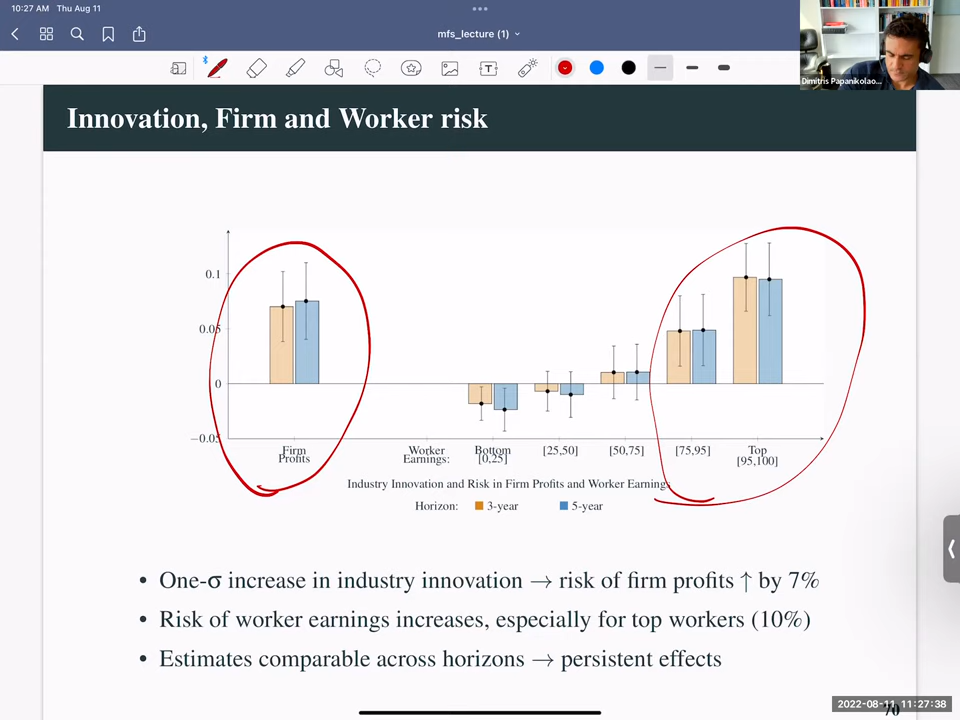 10:27 AM Thu Aug 11
mfs_lecture (1)
T
Dimitris Papanikolao...
Innovation, Firm and Worker risk
0.1
0.05
0
−0.05
Firm Profits
Worker Earnings:
Bottom [0,25]
[25,50]
[50,75]
[75,95]
Top [95,100]
Industry Innovation and Risk in Firm Profits and Worker Earnings
Horizon: 3-year 5-year
• One-σ increase in industry innovation → risk of firm profits ↑ by 7%
• Risk of worker earnings increases, especially for top workers (10%)
• Estimates comparable across horizons → persistent effects
2022-08-11 11:27:38
70